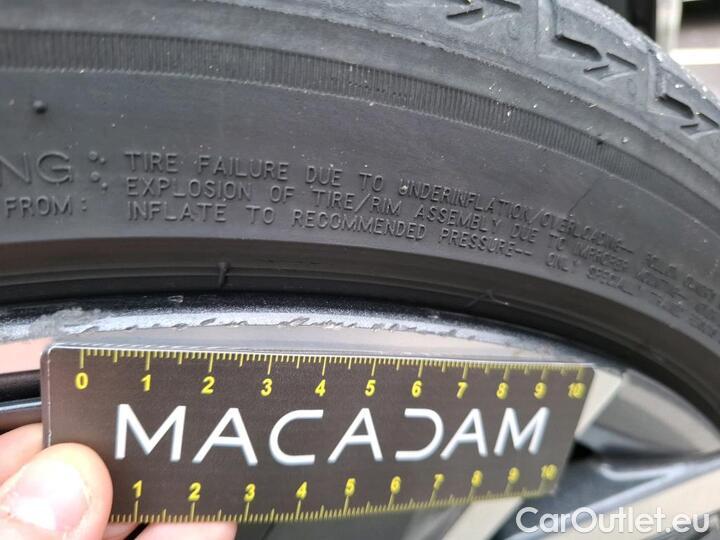 NG: TIRE FAILURE DUE TO UNDERINFLATION/OVERLOADING--
EXPLOSION OF TIRE/RIM ASSEMBLY DUE TO IMPROPER
FROM: INFLATE TO RECOMMENDED PRESSURE-- ONLY
0 1 2 3 4 5 6 7 8 9 10
MACADAM
1 2 3 4 5 6 7 8 9 10
CarOutlet.eu